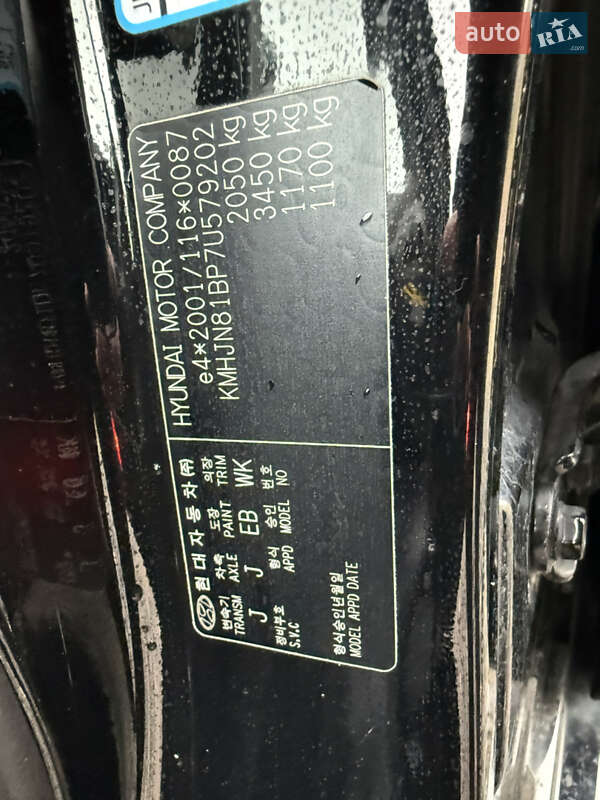 auto RIA
.com
HYUNDAI MOTOR COMPANY
e4*2001/116*0087
KMHJN81BP7U579202
2050 kg
3450 kg
1170 kg
1100 kg
현대자동차(주)
변속기 차축 도장 의장
TRANSM AXLE PAINT TRIM
J J EB WK
장비부호 형식 승인 번호
S.V.C APPD MODEL NO
형식승인년월일
MODEL APPD DATE